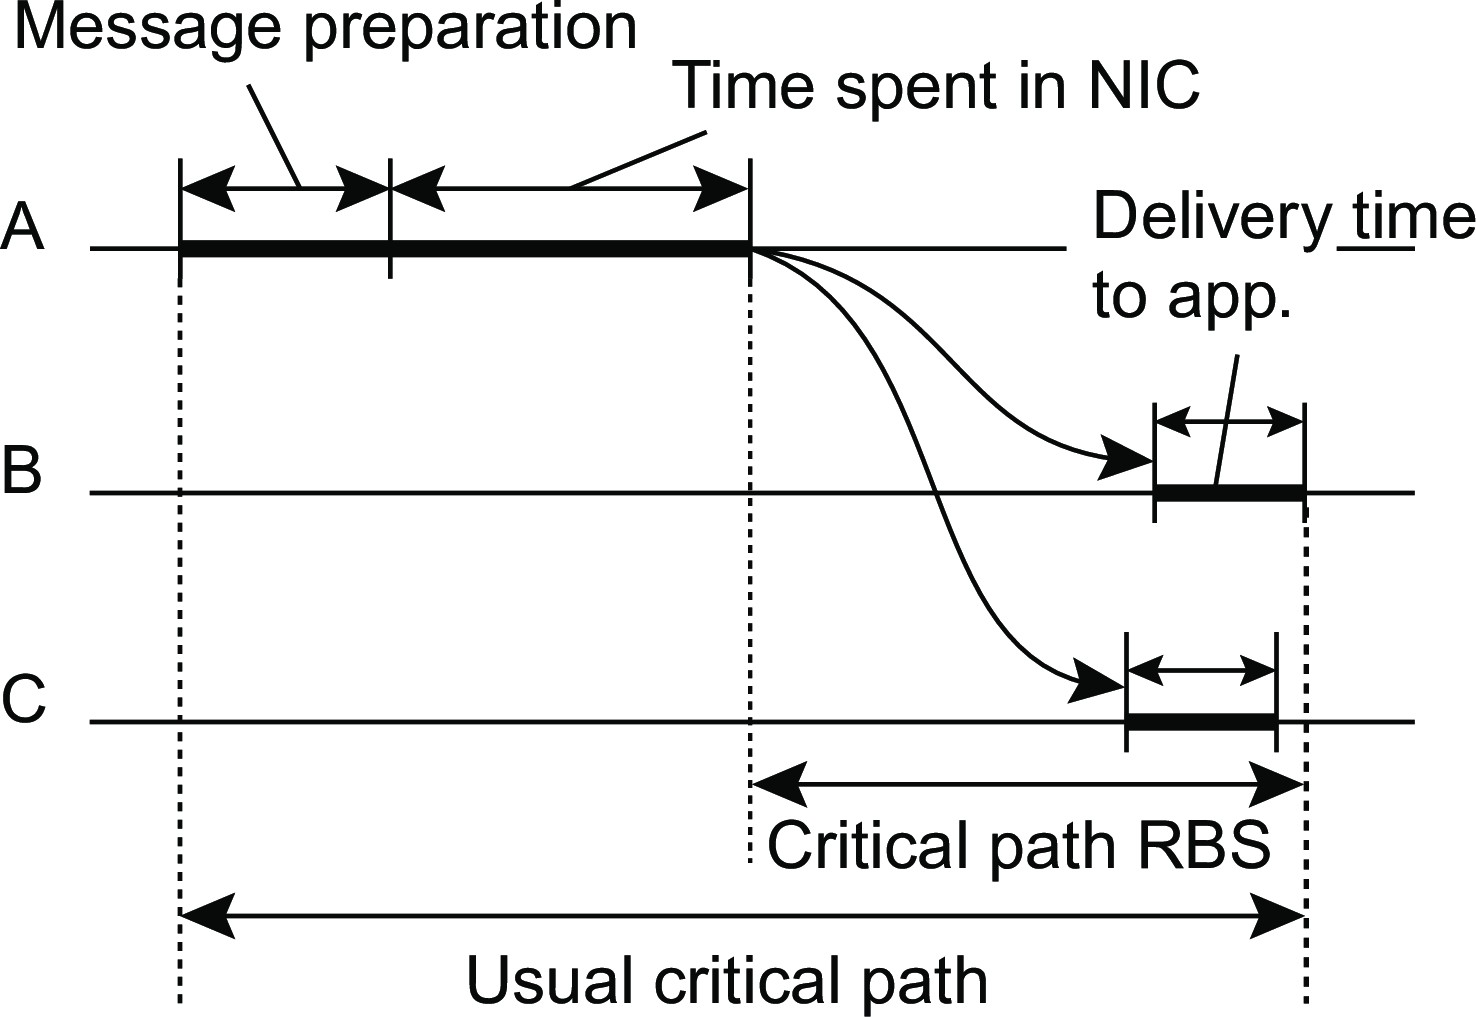 Message preparation
Time spent in NIC
A
Delivery time
to app.
B
C
Critical path RBS
Usual critical path